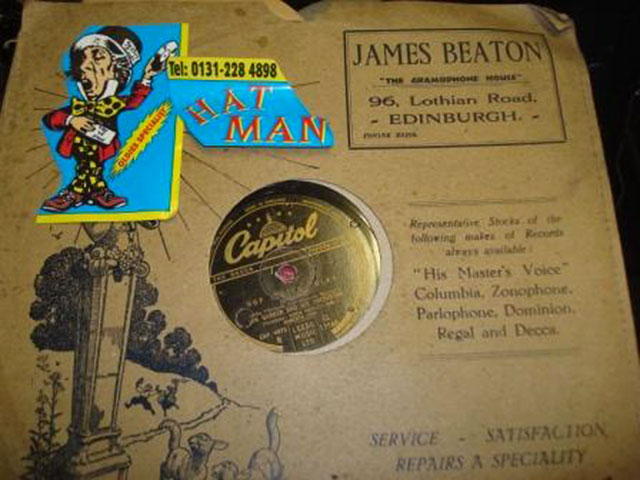 Tel: 0131-228 4898
HAT
MAN
OLDIES SPECIALIST
JAMES BEATON
"THE GRAMOPHONE HOUSE"
96, Lothian Road,
- EDINBURGH. -
Capitol
Representative Stocks of the
following makes of Records
always available:
"His Master's Voice"
Columbia, Zonophone,
Parlophone, Dominion,
Regal and Decca.
SERVICE - SATISFACTION
REPAIRS A SPECIALITY